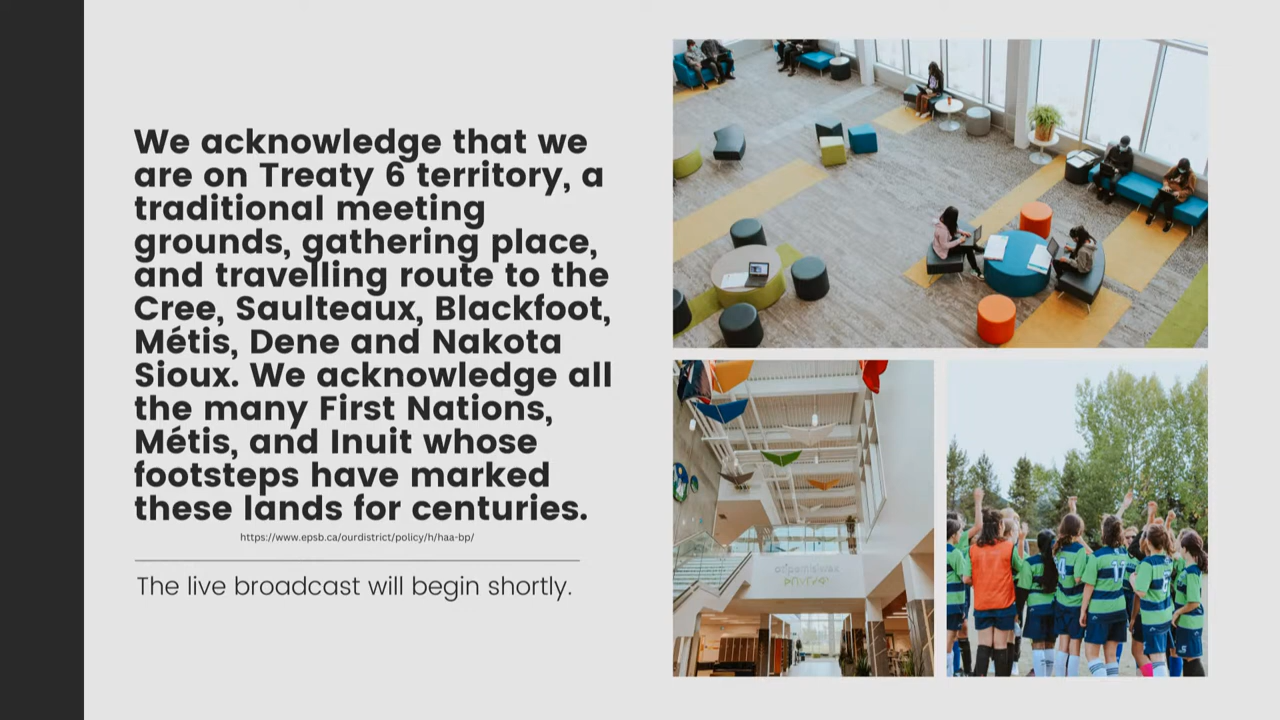 We acknowledge that we
are on Treaty 6 territory, a
traditional meeting
grounds, gathering place,
and travelling route to the
Cree, Saulteaux, Blackfoot,
Métis, Dene and Nakota
Sioux. We acknowledge all
the many First Nations,
Métis, and Inuit whose
footsteps have marked
these lands for centuries.
https://www.epsb.ca/ourdistrict/policy/h/haa-bp/
The live broadcast will begin shortly.